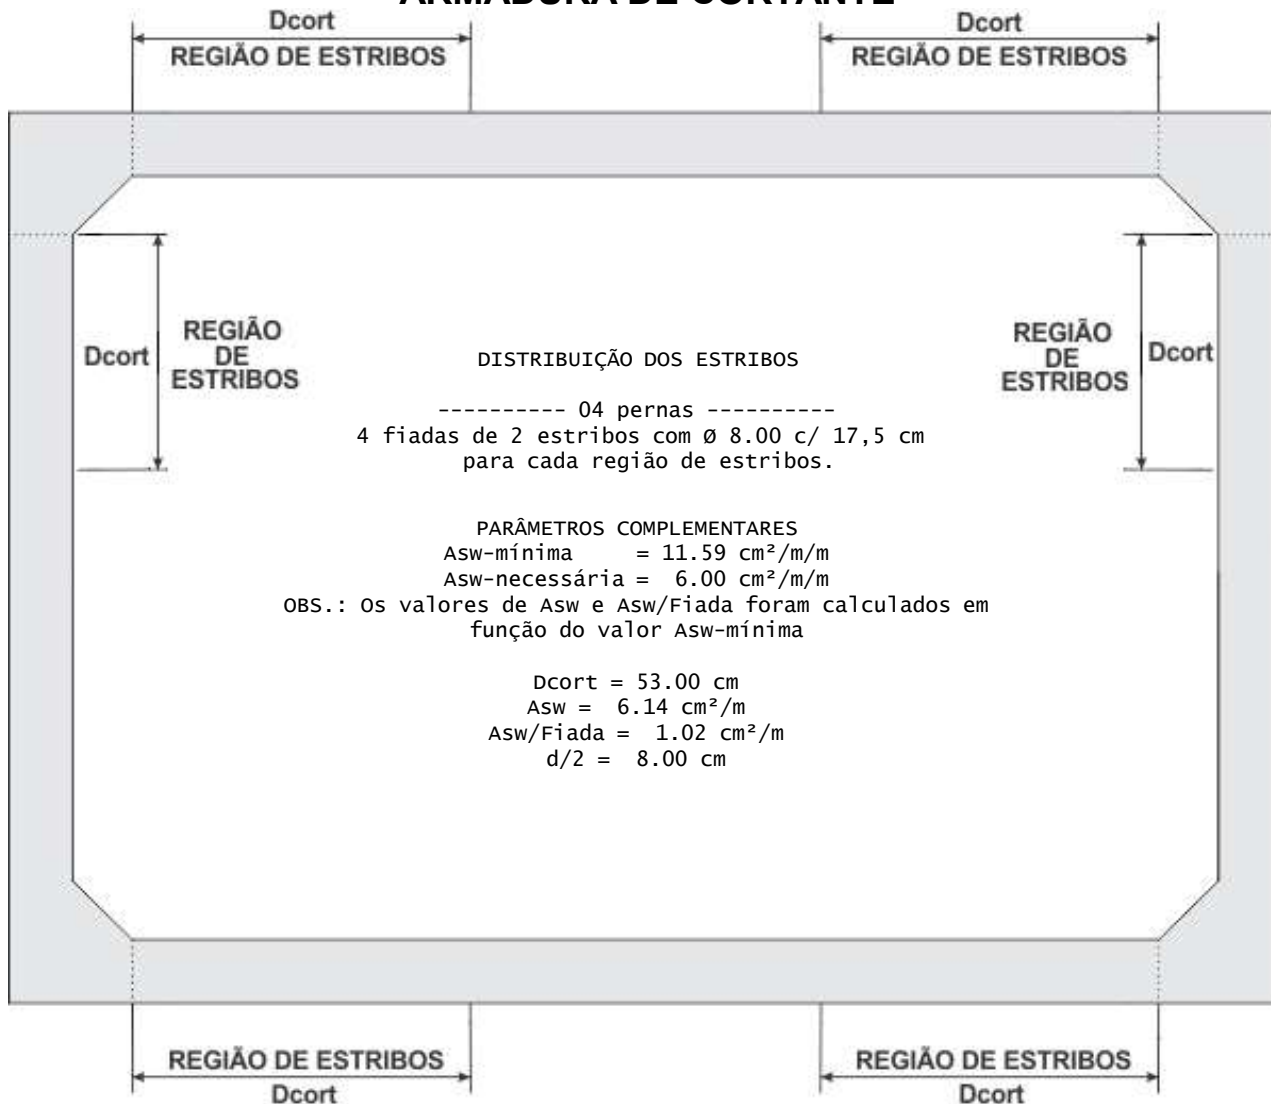 ARMADURA DE CORTANTE
Dcort
REGIÃO DE ESTRIBOS
Dcort
REGIÃO DE ESTRIBOS
Dcort
REGIÃO
DE
ESTRIBOS
REGIÃO
DE
ESTRIBOS
Dcort
DISTRIBUIÇÃO DOS ESTRIBOS
---------- 04 pernas ----------
4 fiadas de 2 estribos com Ø 8.00 c/ 17,5 cm
para cada região de estribos.
PARÂMETROS COMPLEMENTARES
Asw-mínima = 11.59 cm²/m/m
Asw-necessária = 6.00 cm²/m/m
OBS.: Os valores de Asw e Asw/Fiada foram calculados em
função do valor Asw-mínima
Dcort = 53.00 cm
Asw = 6.14 cm²/m
Asw/Fiada = 1.02 cm²/m
d/2 = 8.00 cm
REGIÃO DE ESTRIBOS
Dcort
REGIÃO DE ESTRIBOS
Dcort